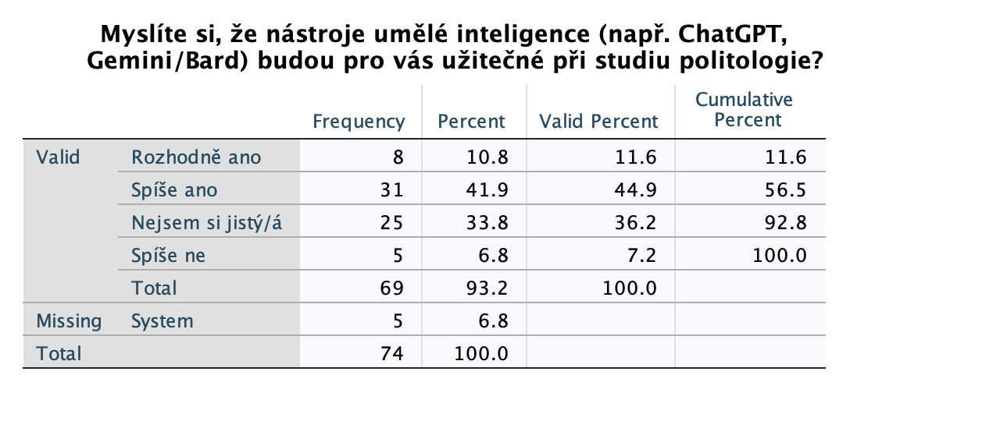 Myslíte si, že nástroje umělé inteligence (např. ChatGPT,
Gemini/Bard) budou pro vás užitečné při studiu politologie?
Frequency Percent Valid Percent Cumulative
Percent
Valid Rozhodně ano 8 10.8 11.6 11.6
Spíše ano 31 41.9 44.9 56.5
Nejsem si jistý/á 25 33.8 36.2 92.8
Spíše ne 5 6.8 7.2 100.0
Total 69 93.2 100.0
Missing System 5 6.8
Total 74 100.0